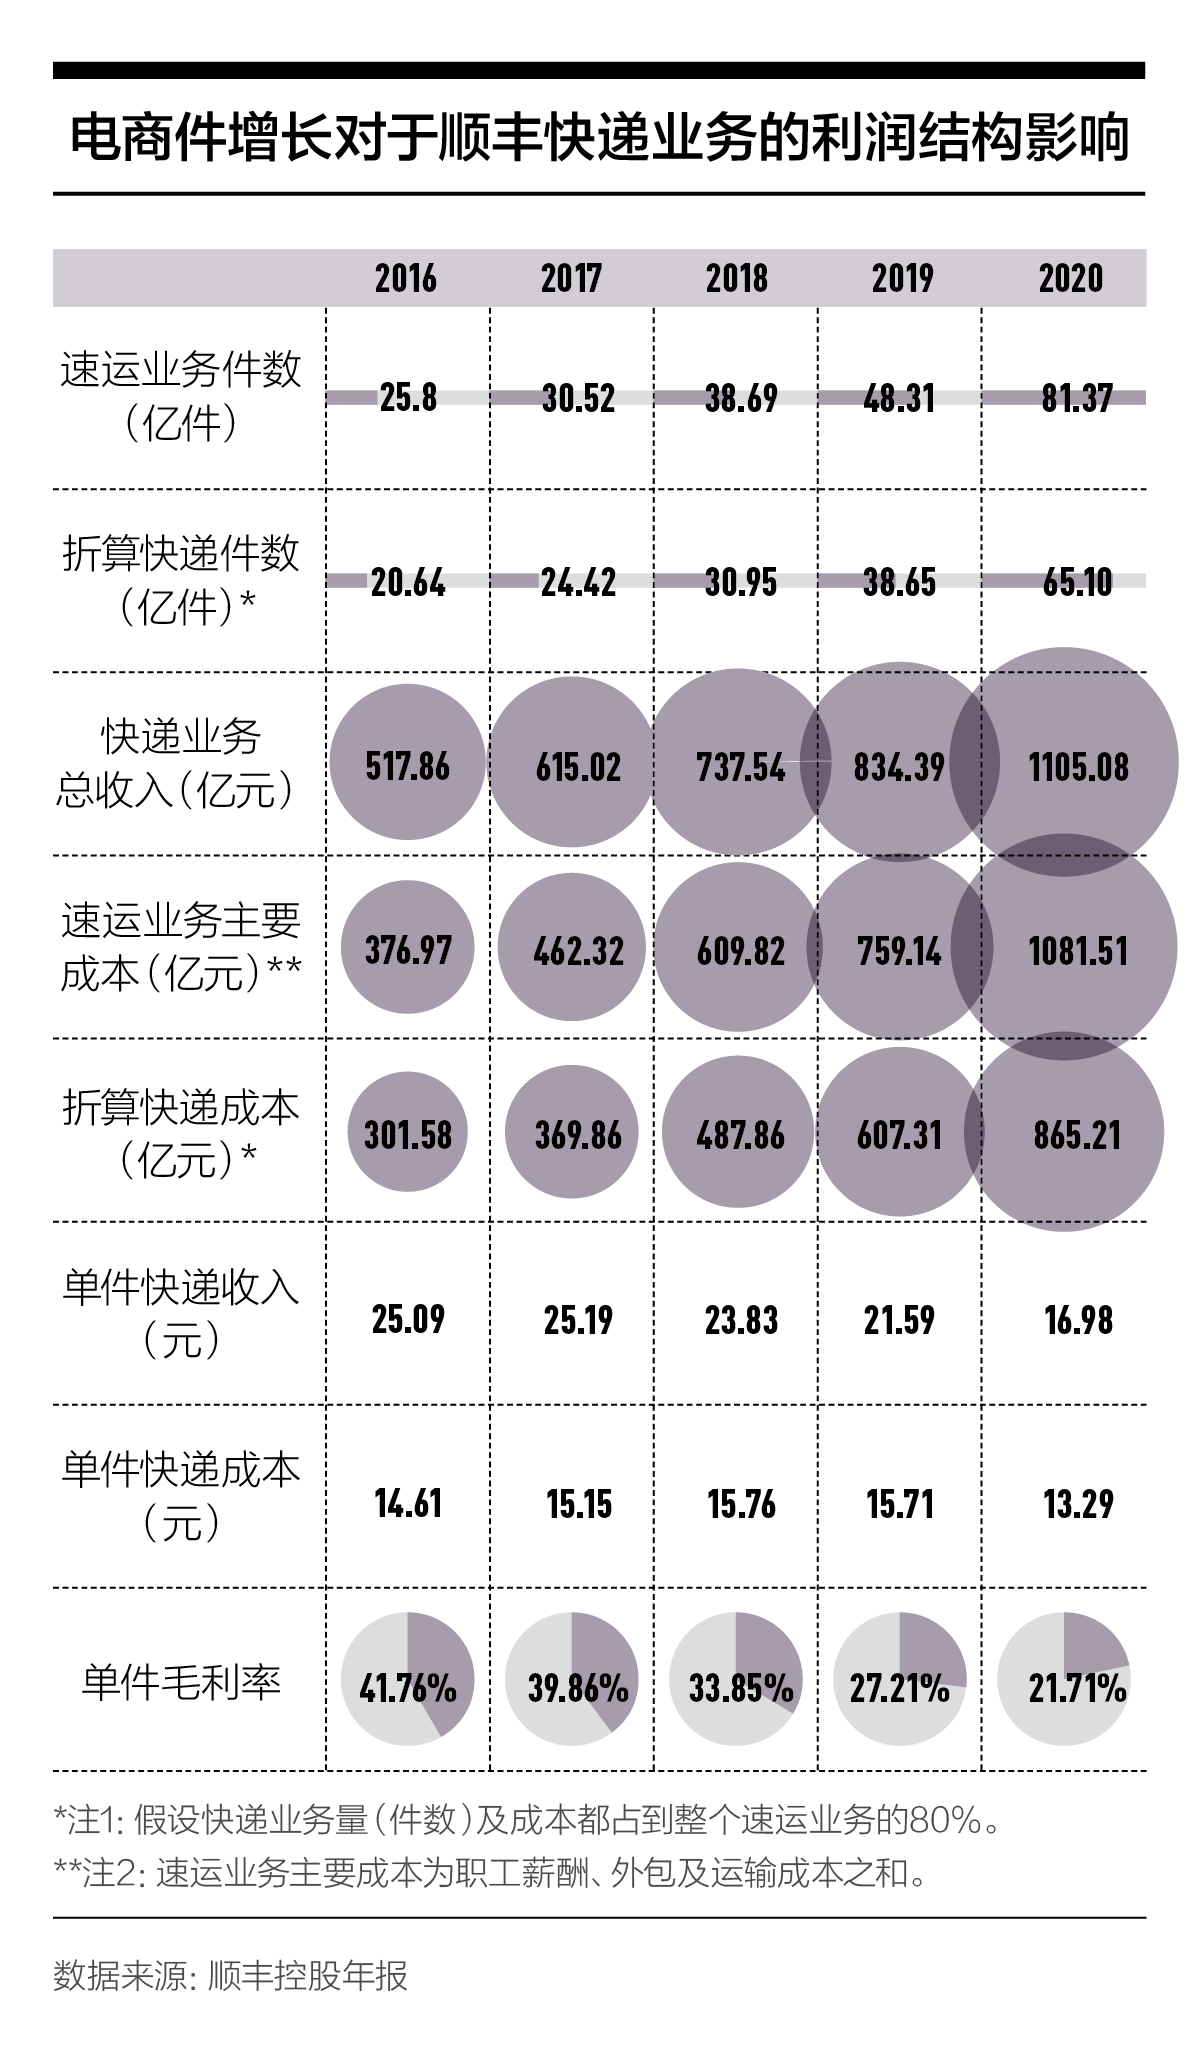 电商件增长对于顺丰快递业务的利润结构影响
2016 2017 2018 2019 2020
速运业务件数
（亿件）
25.8 30.52 38.69 48.31 81.37
折算快递件数
（亿件）*
20.64 24.42 30.95 38.65 65.10
快递业务
总收入（亿元）
517.86 615.02 737.54 834.39 1105.08
速运业务主要
成本（亿元）**
376.97 462.32 609.82 759.14 1081.51
折算快递成本
（亿元）*
301.58 369.86 487.86 607.31 865.21
单件快递收入
（元）
25.09 25.19 23.83 21.59 16.98
单件快递成本
（元）
14.61 15.15 15.76 15.71 13.29
单件毛利率
41.76% 39.86% 33.85% 27.21% 21.71%
*注1：假设快递业务量（件数）及成本都占到整个速运业务的80%。
**注2：速运业务主要成本为职工薪酬、外包及运输成本之和。
数据来源：顺丰控股年报